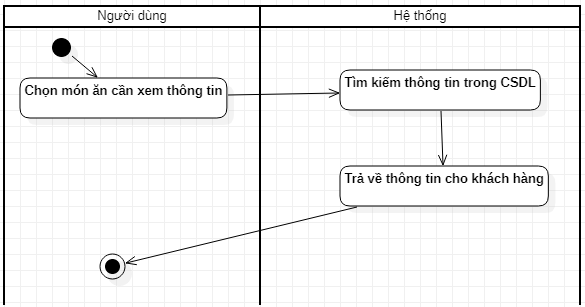 Người dùng
Hệ thống
Chọn món ăn cần xem thông tin
Tìm kiếm thông tin trong CSDL
Trả về thông tin cho khách hàng